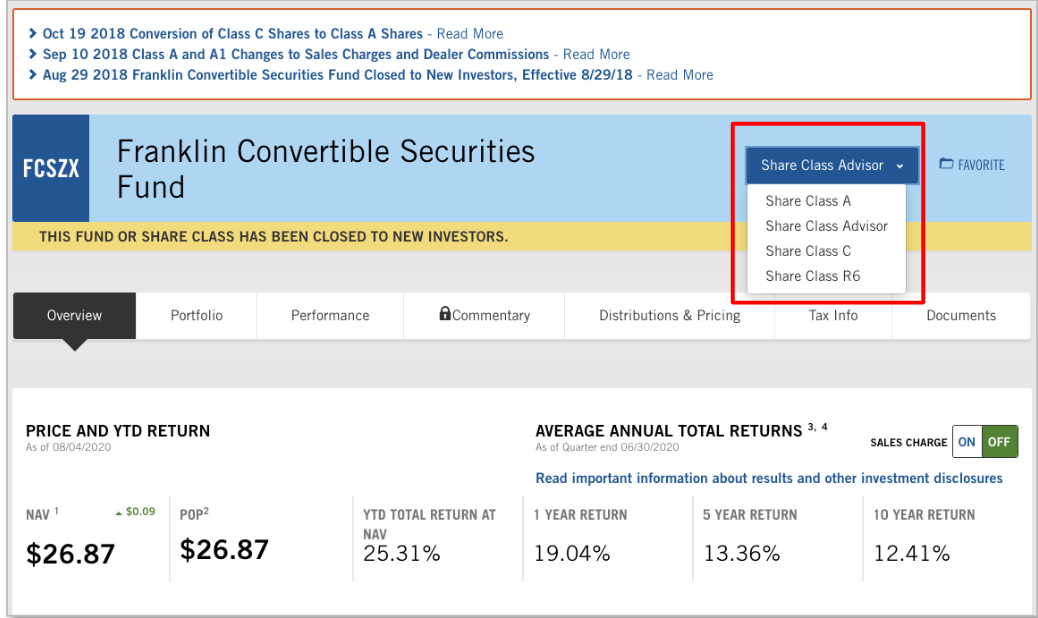 Oct 19 2018 Conversion of Class C Shares to Class A Shares - Read More
Sep 10 2018 Class A and A1 Changes to Sales Charges and Dealer Commissions - Read More
Aug 29 2018 Franklin Convertible Securities Fund Closed to New Investors, Effective 8/29/18 - Read More
FCSZX
Franklin Convertible Securities
Fund
Share Class Advisor
FAVORITE
Share Class A
Share Class Advisor
Share Class C
Share Class R6
THIS FUND OR SHARE CLASS HAS BEEN CLOSED TO NEW INVESTORS.
Overview
Portfolio
Performance
Commentary
Distributions & Pricing
Tax Info
Documents
PRICE AND YTD RETURN
As of 08/04/2020
AVERAGE ANNUAL TOTAL RETURNS 3, 4
As of Quarter end 06/30/2020
SALES CHARGE ON OFF
Read important information about results and other investment disclosures
NAV 1
$0.09
$26.87
POP2
$26.87
YTD TOTAL RETURN AT
NAV
25.31%
1 YEAR RETURN
19.04%
5 YEAR RETURN
13.36%
10 YEAR RETURN
12.41%